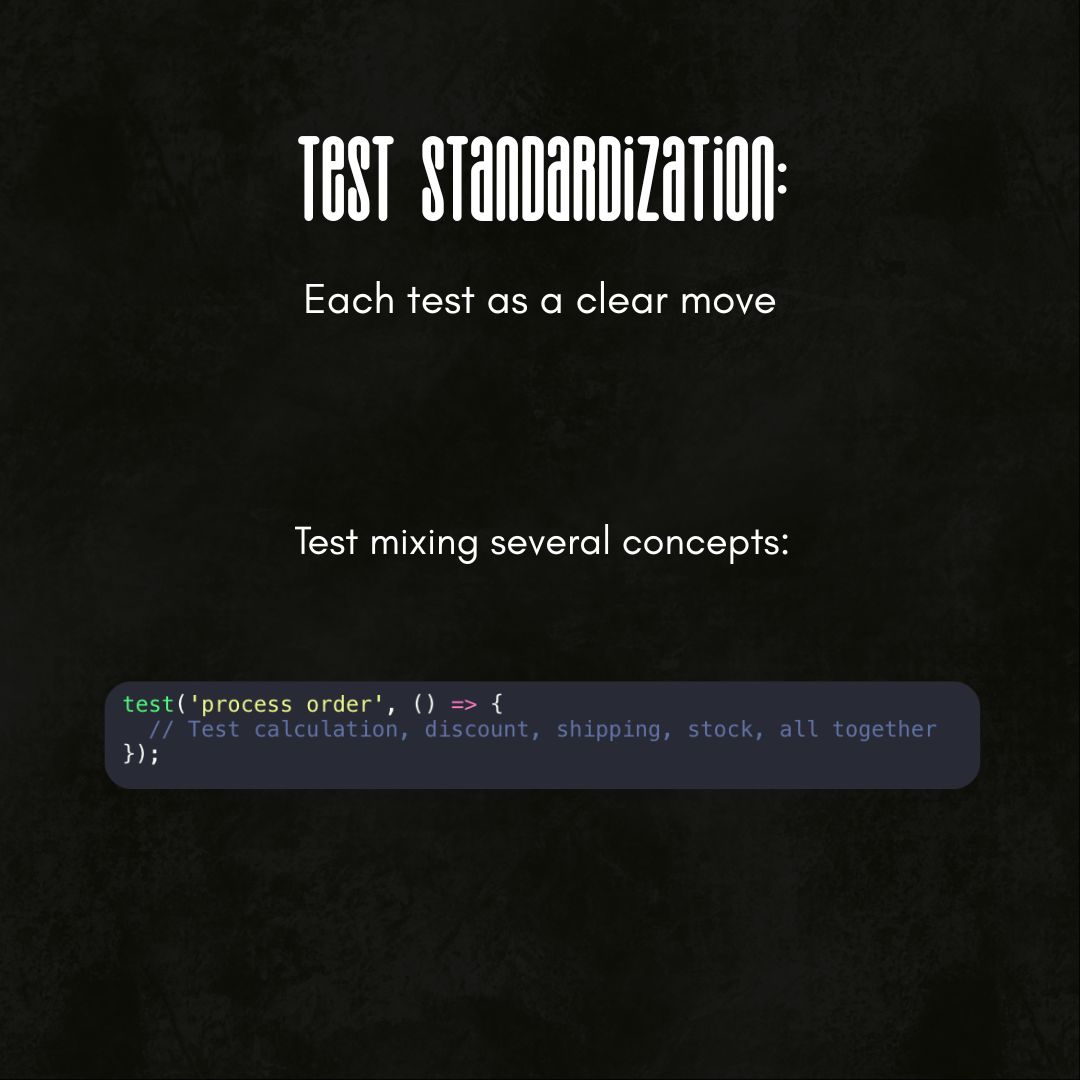 Test Standardization:
Each test as a clear move
Test mixing several concepts:
test('process order', () => {
  // Test calculation, discount, shipping, stock, all together
});